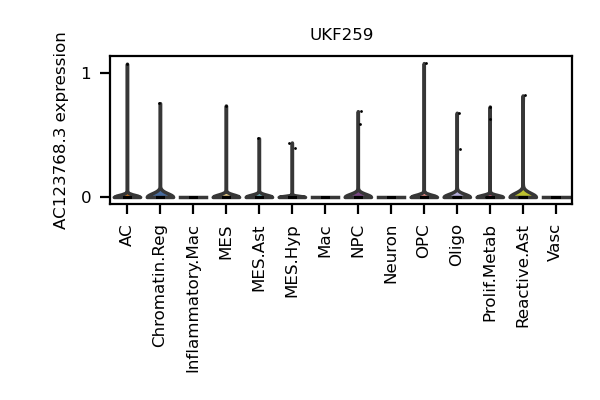 UKF259
AC123768.3 expression
1
0
AC
Chromatin.Reg
Inflammatory.Mac
MES
MES.Ast
MES.Hyp
Mac
NPC
Neuron
OPC
Oligo
Prolif.Metab
Reactive.Ast
Vasc